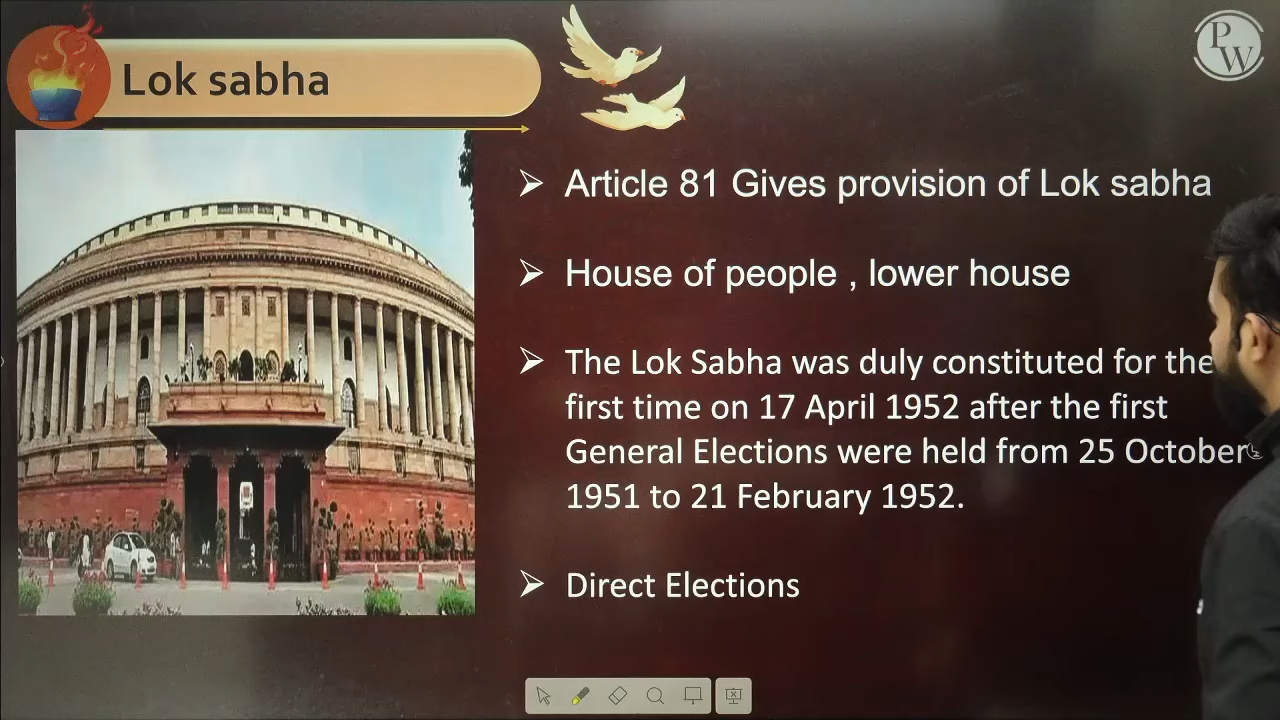 Lok sabha
PW
Article 81 Gives provision of Lok sabha
House of people , lower house
The Lok Sabha was duly constituted for the
first time on 17 April 1952 after the first
General Elections were held from 25 October
1951 to 21 February 1952.
Direct Elections